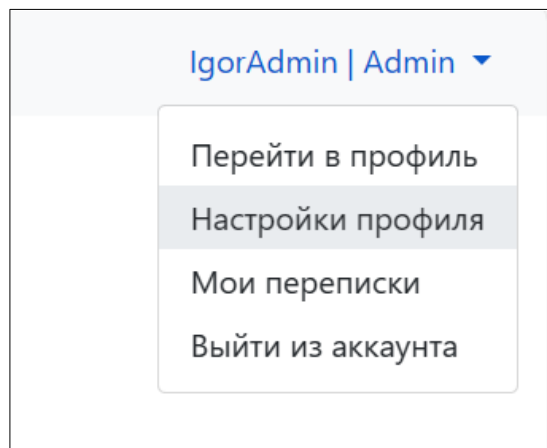 IgorAdmin | Admin
Перейти в профиль
Настройки профиля
Мои переписки
Выйти из аккаунта